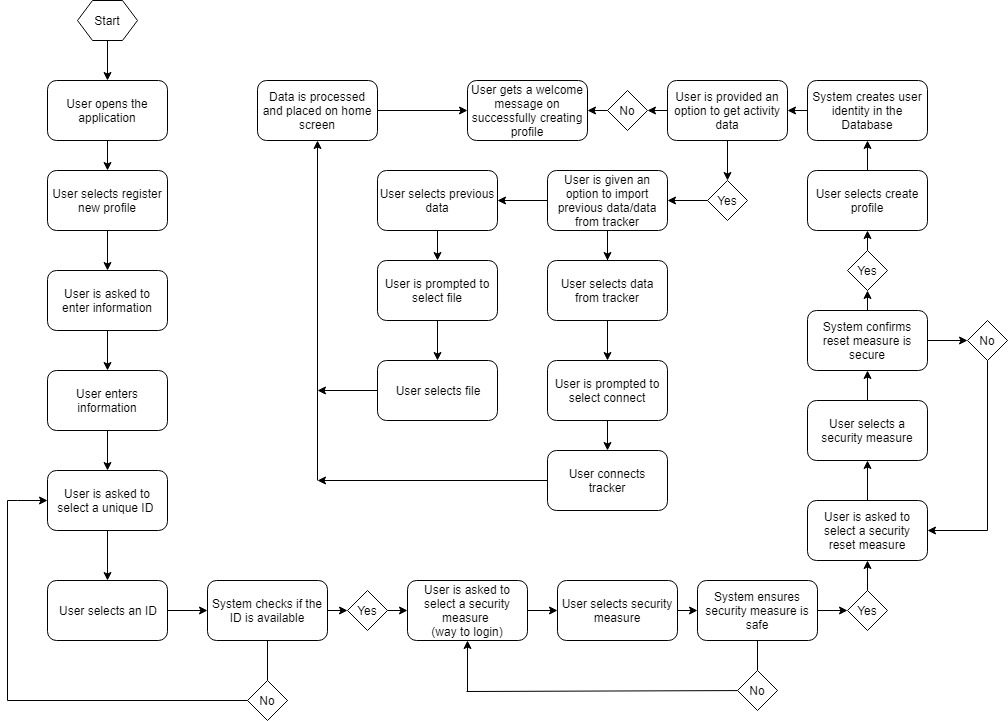 Start
User opens the
application
User selects register
new profile
User is asked to
enter information
User enters
information
User is asked to
select a unique ID
User selects an ID
System checks if the
ID is available
No
Yes
User is asked to
select a security
measure
(way to login)
User selects security
measure
System ensures
security measure is
safe
No
Yes
User is asked to
select a security
reset measure
User selects a
security measure
System confirms
reset measure is
secure
No
Yes
User selects create
profile
System creates user
identity in the
Database
User is provided an
option to get activity
data
No
User gets a welcome
message on
successfully creating
profile
Yes
User is given an
option to import
previous data/data
from tracker
User selects previous
data
User is prompted to
select file
User selects file
User selects data
from tracker
User is prompted to
select connect
User connects
tracker
Data is processed
and placed on home
screen